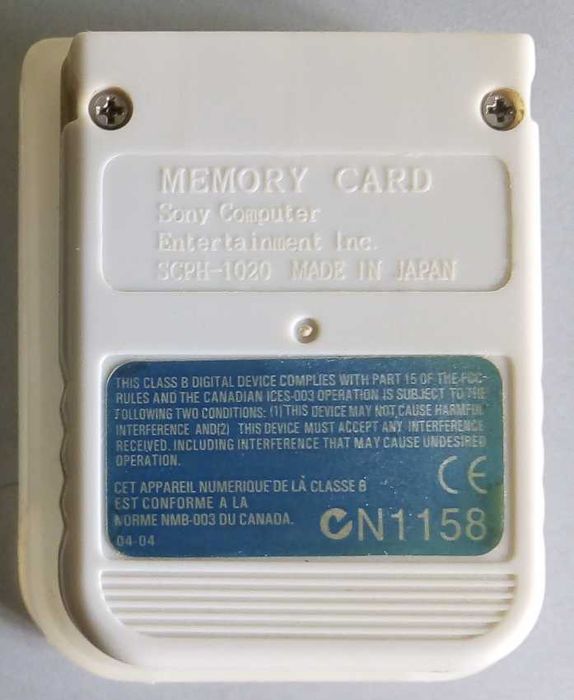 MEMORY CARD
Sony Computer
Entertainment Inc.
SCPH-1020 MADE IN JAPAN
THIS CLASS B DIGITAL DEVICE COMPLIES WITH PART 15 OF THE FCC-
RULES AND THE CANADIAN ICES-003 OPERATION IS SUBJECT TO THE
FOLLOWING TWO CONDITIONS: (1) THIS DEVICE MAY NOT CAUSE HARMFUL
INTERFERENCE AND(2) THIS DEVICE MUST ACCEPT ANY INTERFERENCE
RECEIVED. INCLUDING INTERFERENCE THAT MAY CAUSE UNDESIRED
OPERATION.
CET APPAREIL NUMERIQUE DE LA CLASSE B
EST CONFORME A LA
NORME NMB-003 DU CANADA.
04-04
CE
N1158